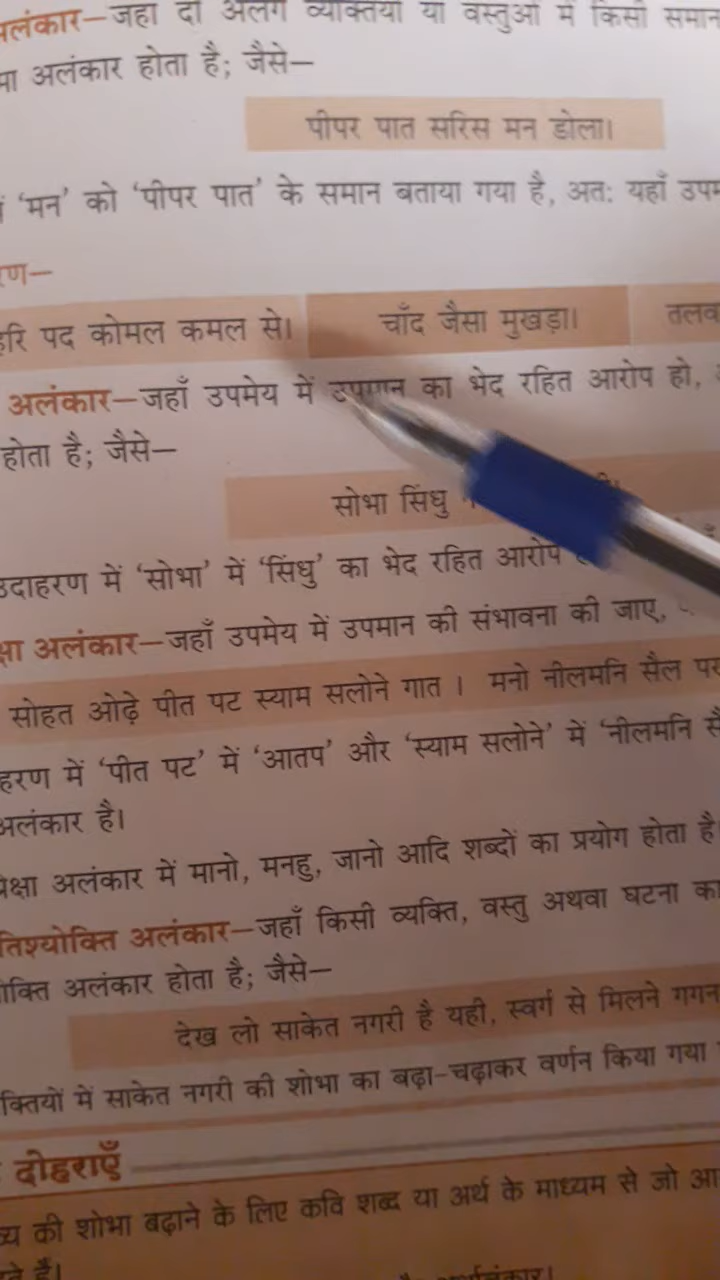 अलंकार—जहाँ दो अलग व्यक्तियों या वस्तुओं में किसी समान
मा अलंकार होता है; जैसे—
पीपर पात सरिस मन डोला।
में 'मन' को 'पीपर पात' के समान बताया गया है, अतः यहाँ उपम
रण—
हरि पद कोमल कमल से। चाँद जैसा मुखड़ा। तलव
अलंकार—जहाँ उपमेय में उपमान का भेद रहित आरोप हो,
होता है; जैसे—
सोभा सिंधु
उदाहरण में 'सोभा' में 'सिंधु' का भेद रहित आरोप
क्षा अलंकार—जहाँ उपमेय में उपमान की संभावना की जाए,
सोहत ओढ़े पीत पट स्याम सलोने गात । मनो नीलमनि सैल पर
हरण में 'पीत पट' में 'आतप' और 'स्याम सलोने' में 'नीलमनि सै
अलंकार है।
प्रेक्षा अलंकार में मानो, मनहु, जानो आदि शब्दों का प्रयोग होता है
तिश्योक्ति अलंकार—जहाँ किसी व्यक्ति, वस्तु अथवा घटना का
ोक्ति अलंकार होता है; जैसे—
देख लो साकेत नगरी है यही, स्वर्ग से मिलने गगन
क्तियों में साकेत नगरी की शोभा का बढ़ा-चढ़ाकर वर्णन किया गया
दोहराएँ
व्य की शोभा बढ़ाने के लिए कवि शब्द या अर्थ के माध्यम से जो आ
हैं।